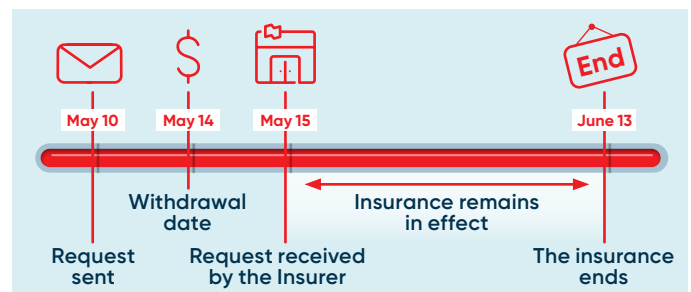 $
End
May 10
May 14
May 15
June 13
Withdrawal
date
Insurance remains
in effect
Request
sent
Request received
by the Insurer
The insurance
ends